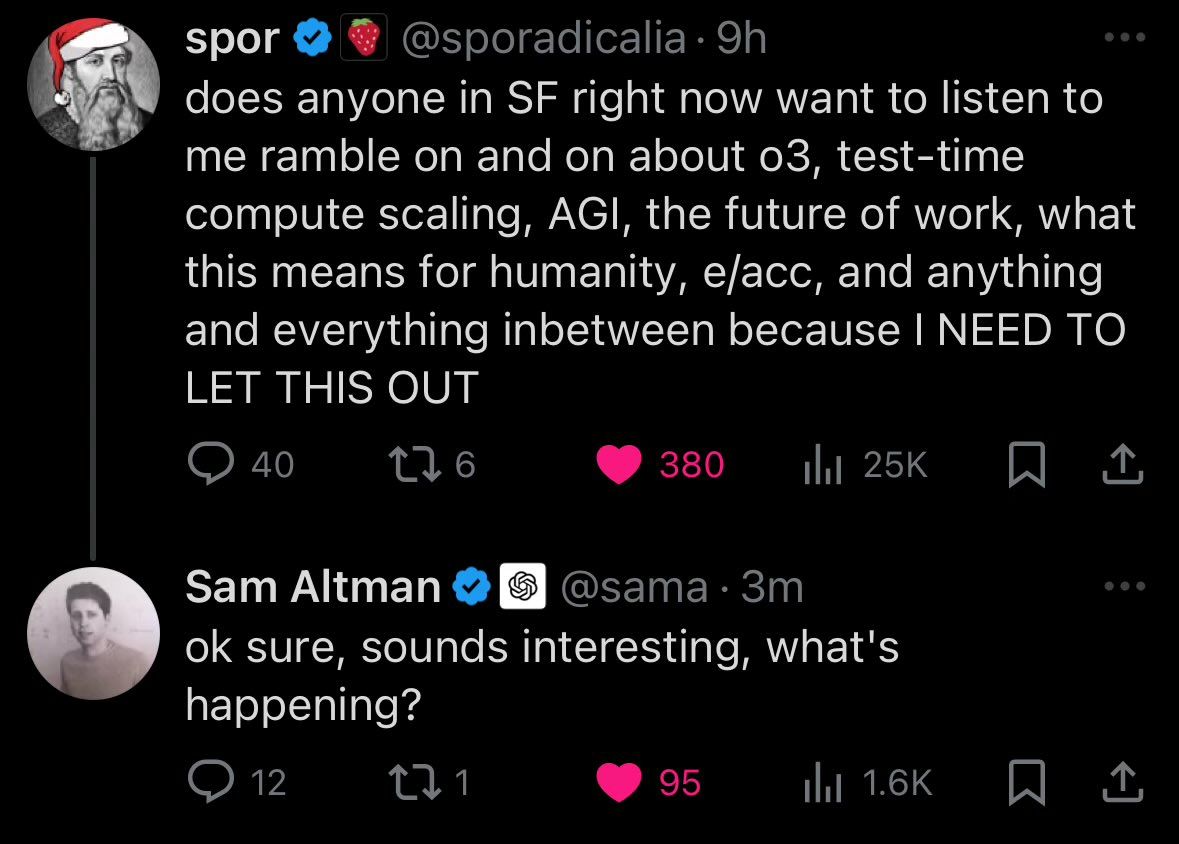 spor @sporadicalia · 9h
does anyone in SF right now want to listen to
me ramble on and on about o3, test-time
compute scaling, AGI, the future of work, what
this means for humanity, e/acc, and anything
and everything inbetween because I NEED TO
LET THIS OUT
40 6 380 25K
Sam Altman @sama · 3m
ok sure, sounds interesting, what's
happening?
12 1 95 1.6K